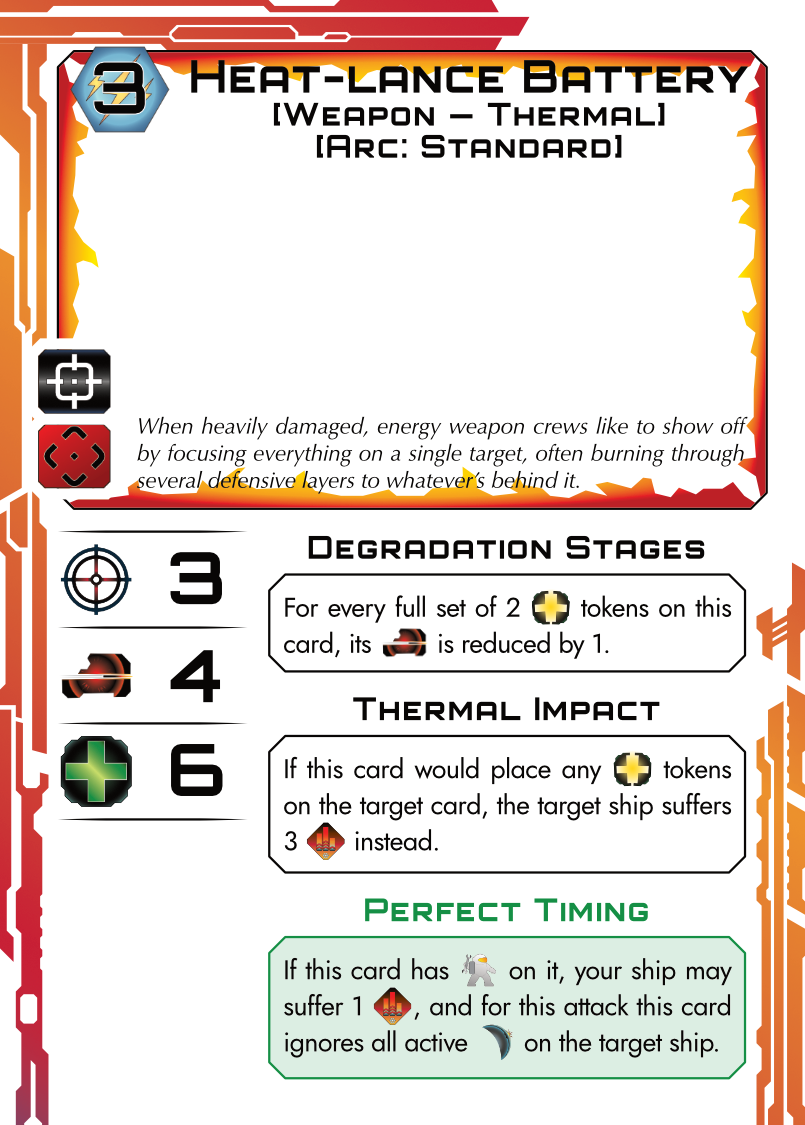 3
Heat-lance Battery
[Weapon – Thermal]
[Arc: Standard]
When heavily damaged, energy weapon crews like to show off
by focusing everything on a single target, often burning through
several defensive layers to whatever's behind it.
3
4
6
Degradation Stages
For every full set of 2 tokens on this
card, its is reduced by 1.
Thermal Impact
If this card would place any tokens
on the target card, the target ship suffers
3 instead.
Perfect Timing
If this card has on it, your ship may
suffer 1 , and for this attack this card
ignores all active on the target ship.